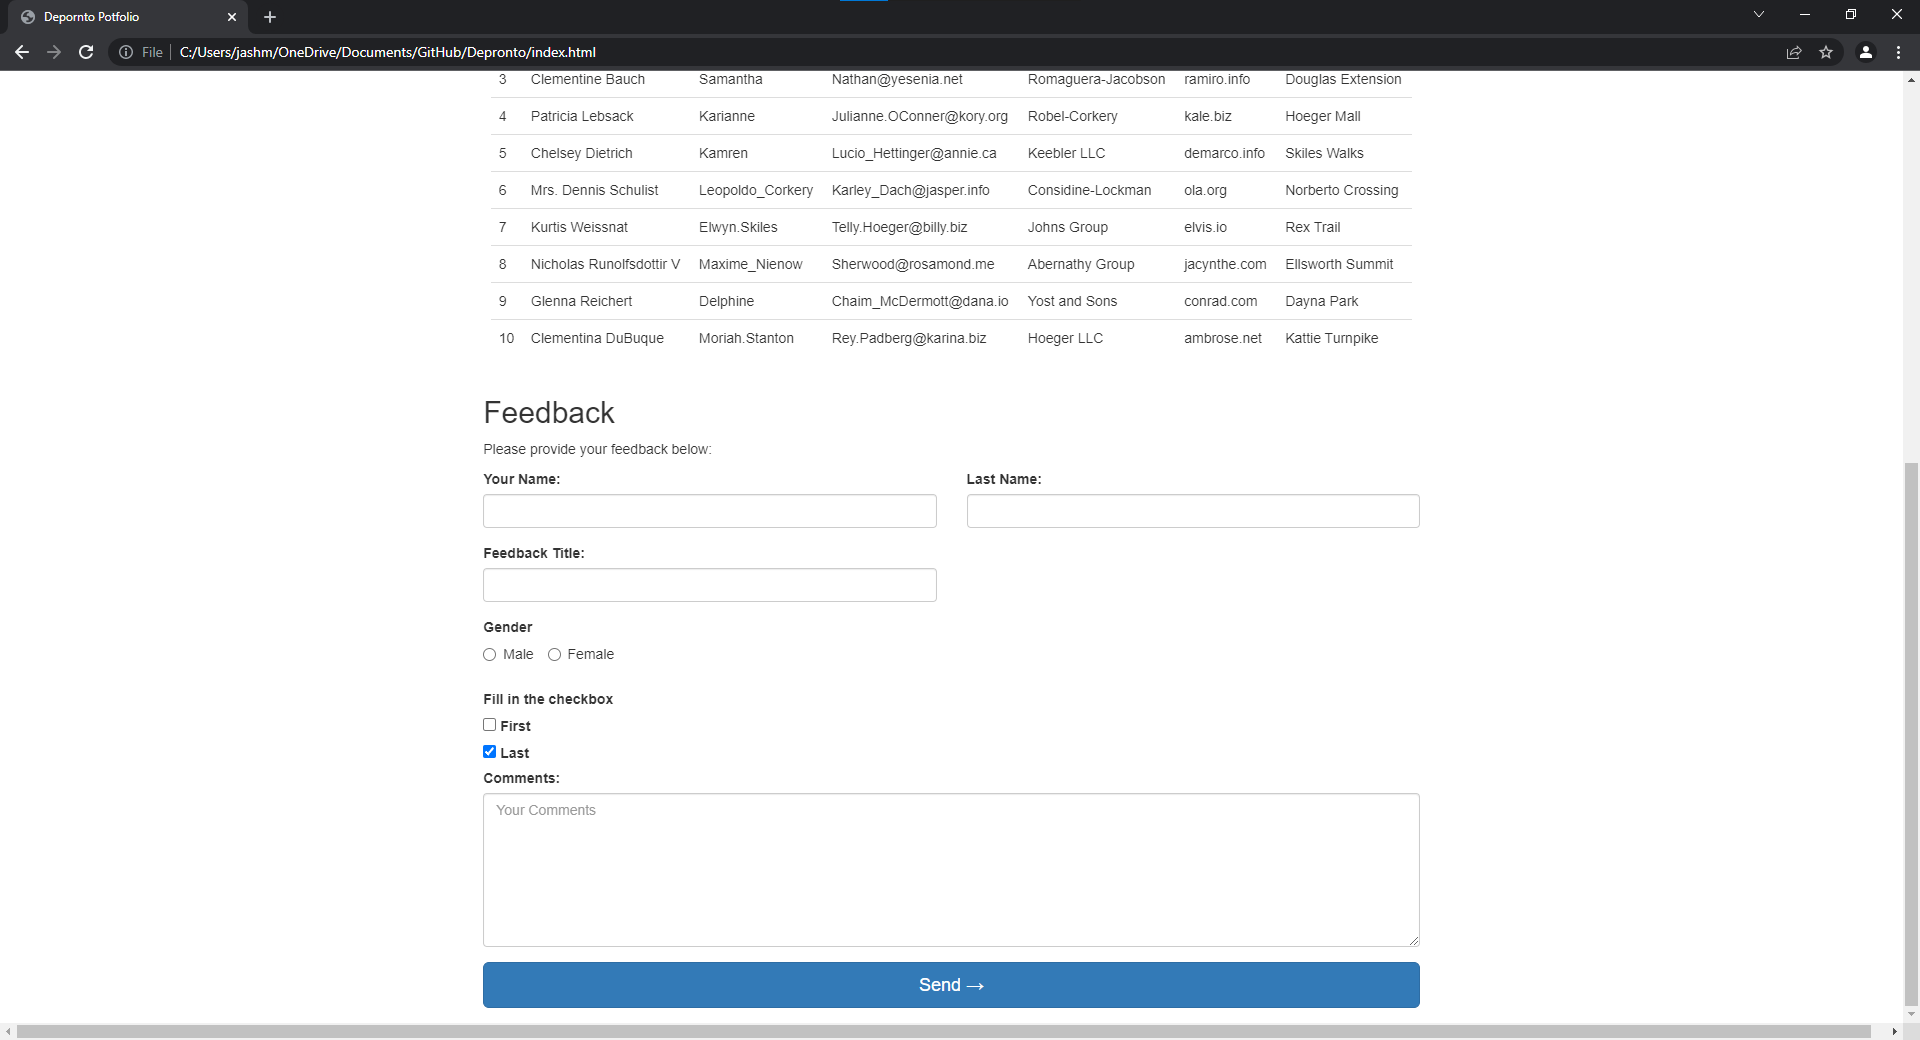 Depornto Potfolio
File C:/Users/jashm/OneDrive/Documents/GitHub/Depronto/index.html
3 Clementine Bauch Samantha Nathan@yesenia.net Romaguera-Jacobson ramiro.info Douglas Extension
4 Patricia Lebsack Karianne Julianne.OConner@kory.org Robel-Corkery kale.biz Hoeger Mall
5 Chelsey Dietrich Kamren Lucio_Hettinger@annie.ca Keebler LLC demarco.info Skiles Walks
6 Mrs. Dennis Schulist Leopoldo_Corkery Karley_Dach@jasper.info Considine-Lockman ola.org Norberto Crossing
7 Kurtis Weissnat Elwyn.Skiles Telly.Hoeger@billy.biz Johns Group elvis.io Rex Trail
8 Nicholas Runolfsdottir V Maxime_Nienow Sherwood@rosamond.me Abernathy Group jacynthe.com Ellsworth Summit
9 Glenna Reichert Delphine Chaim_McDermott@dana.io Yost and Sons conrad.com Dayna Park
10 Clementina DuBuque Moriah.Stanton Rey.Padberg@karina.biz Hoeger LLC ambrose.net Kattie Turnpike
Feedback
Please provide your feedback below:
Your Name: Last Name:
Feedback Title:
Gender
Male Female
Fill in the checkbox
First
Last
Comments:
Your Comments
Send →